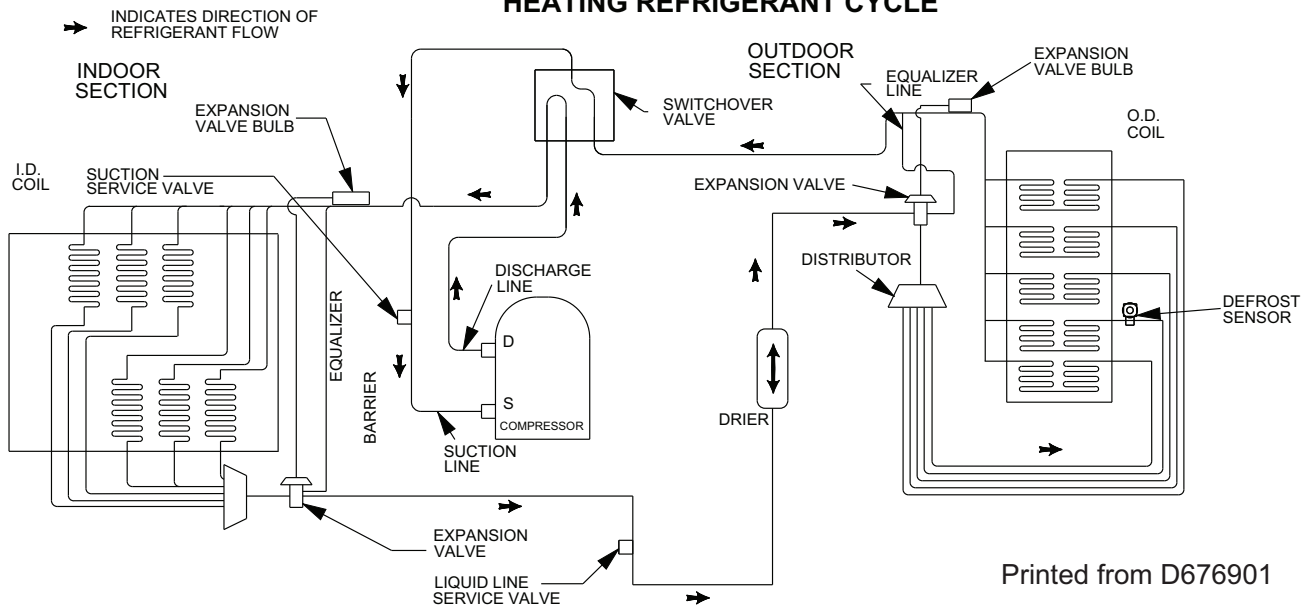 HEATING REFRIGERANT CYCLE
INDICATES DIRECTION OF
REFRIGERANT FLOW
INDOOR
SECTION
OUTDOOR
SECTION
EXPANSION
VALVE BULB
EQUALIZER
LINE
SWITCHOVER
VALVE
EXPANSION
VALVE BULB
O.D.
COIL
I.D.
COIL
SUCTION
SERVICE VALVE
EXPANSION VALVE
DISCHARGE
LINE
DISTRIBUTOR
DEFROST
SENSOR
EQUALIZER
BARRIER
D
S
COMPRESSOR
DRIER
SUCTION
LINE
EXPANSION
VALVE
LIQUID LINE
SERVICE VALVE
Printed from D676901